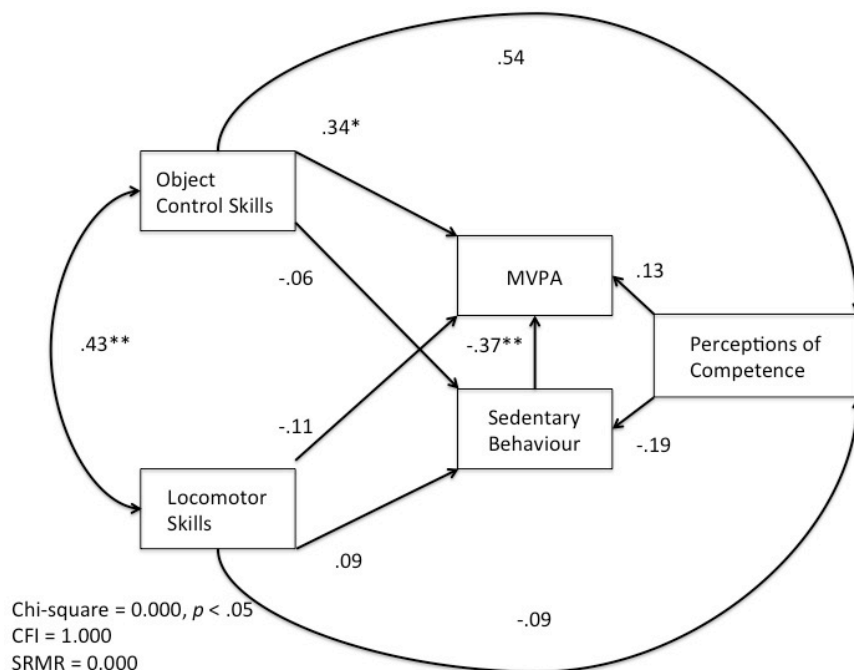 .54
.34*
Object
Control Skills
-.06
MVPA
.13
.43**
-.37**
Perceptions of
Competence
-.11
Sedentary
Behaviour
-.19
Locomotor
Skills
.09
-.09
Chi-square = 0.000, p < .05
CFI = 1.000
SRMR = 0.000